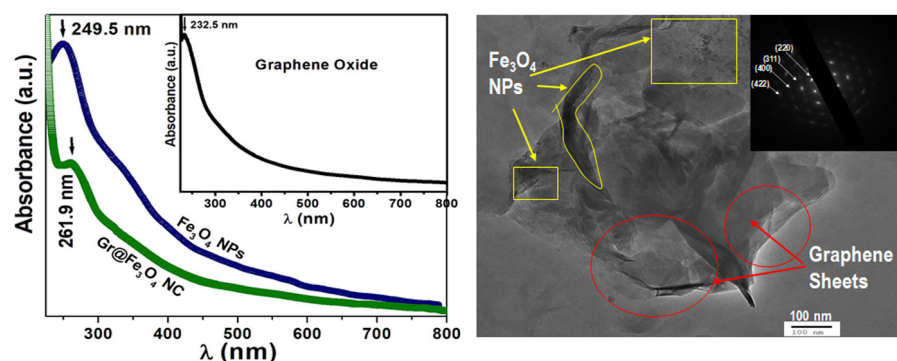 249.5 nm
261.9 nm
Fe₃O₄ NPs
Gr@Fe₃O₄ NC
Absorbance (a.u.)
300 400 500 600 700 800
λ (nm)
232.5 nm
Graphene Oxide
Absorbance (a.u.)
300 400 500 600 700 800
λ (nm)
Fe₃O₄
NPs
(220)
(311)
(400)
(422)
Graphene
Sheets
100 nm
100 nm